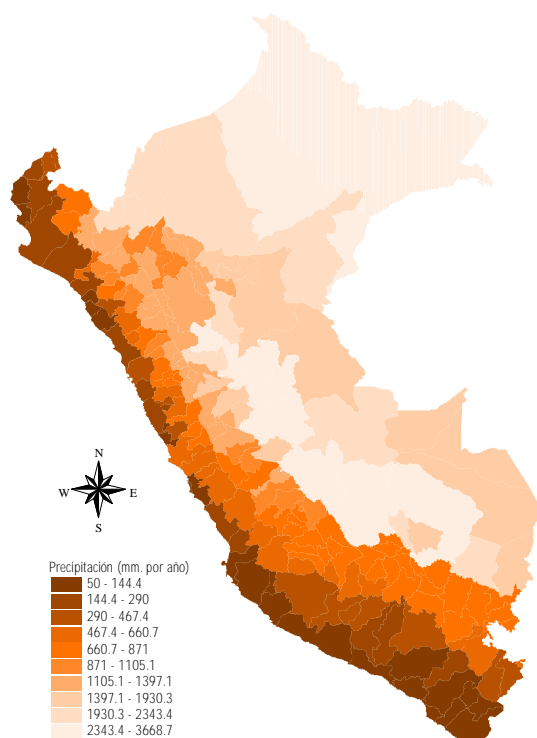 N
W E
S
Precipitación (mm. por año)
50 - 144.4
144.4 - 290
290 - 467.4
467.4 - 660.7
660.7 - 871
871 - 1105.1
1105.1 - 1397.1
1397.1 - 1930.3
1930.3 - 2343.4
2343.4 - 3668.7